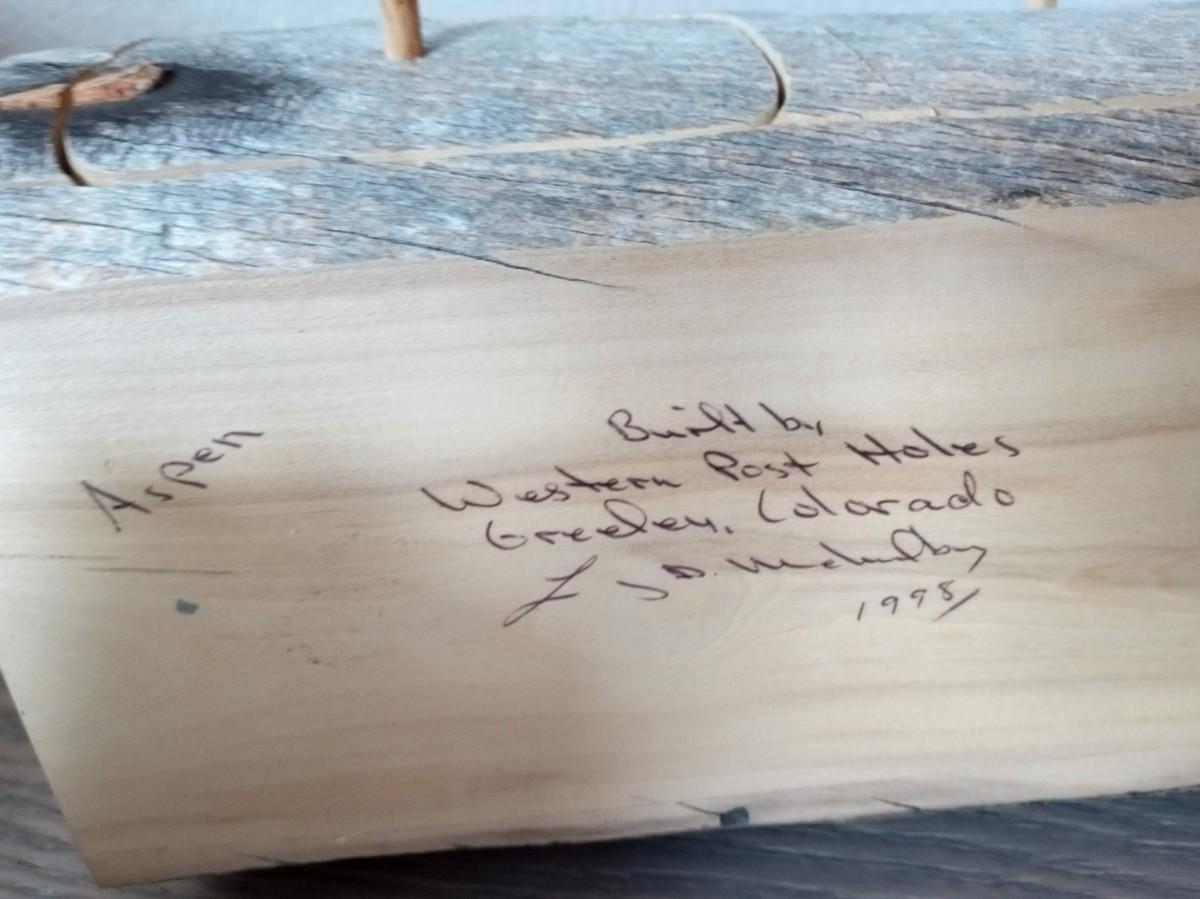 Aspen
Built by
Western Post Holes
Greeley, Colorado
1998